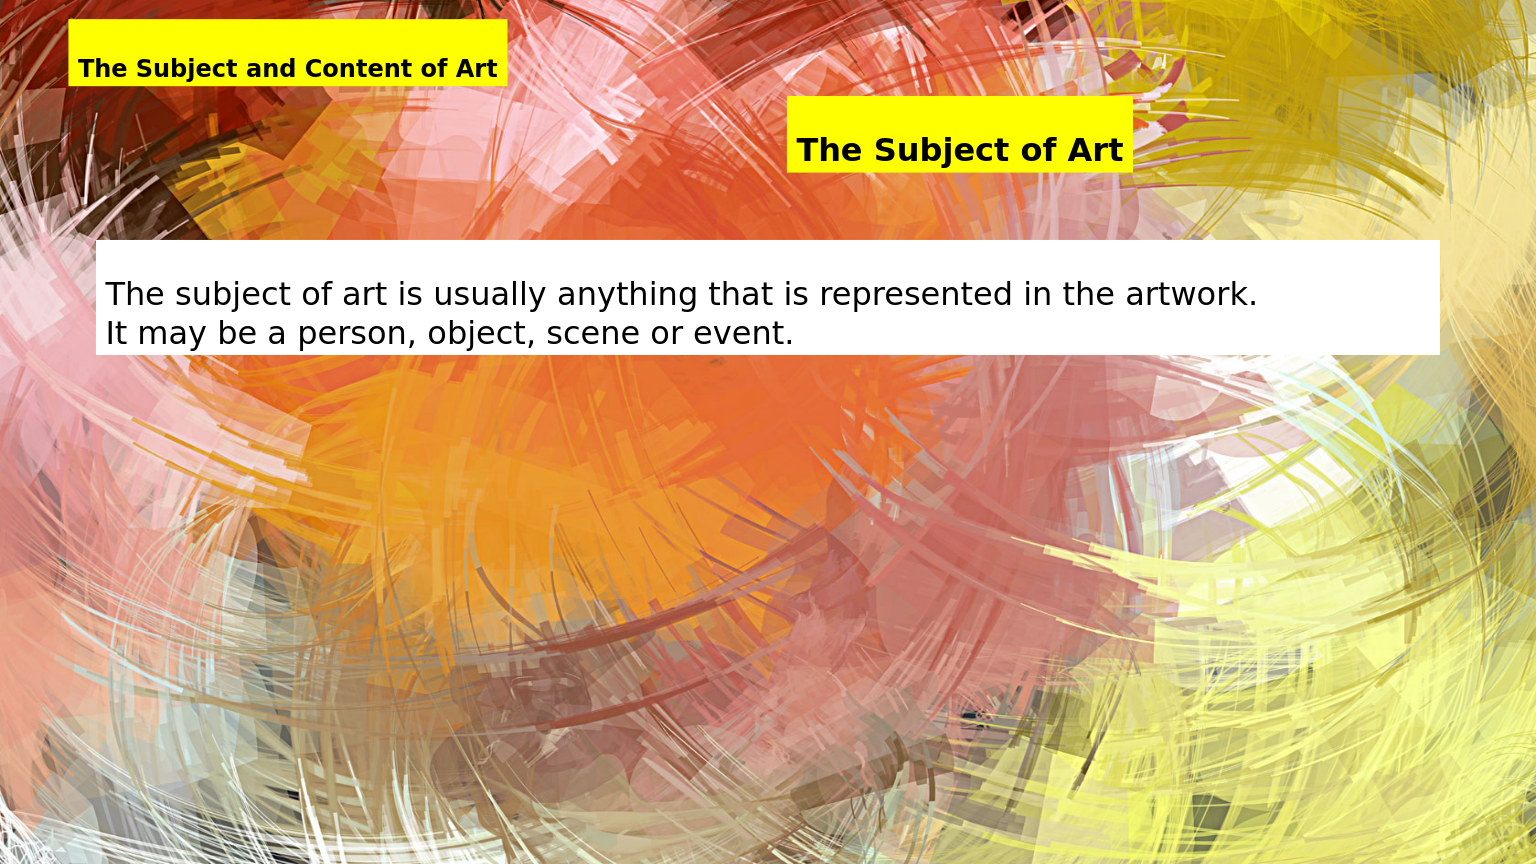 The Subject and Content of Art
The Subject of Art
The subject of art is usually anything that is represented in the artwork.
It may be a person, object, scene or event.